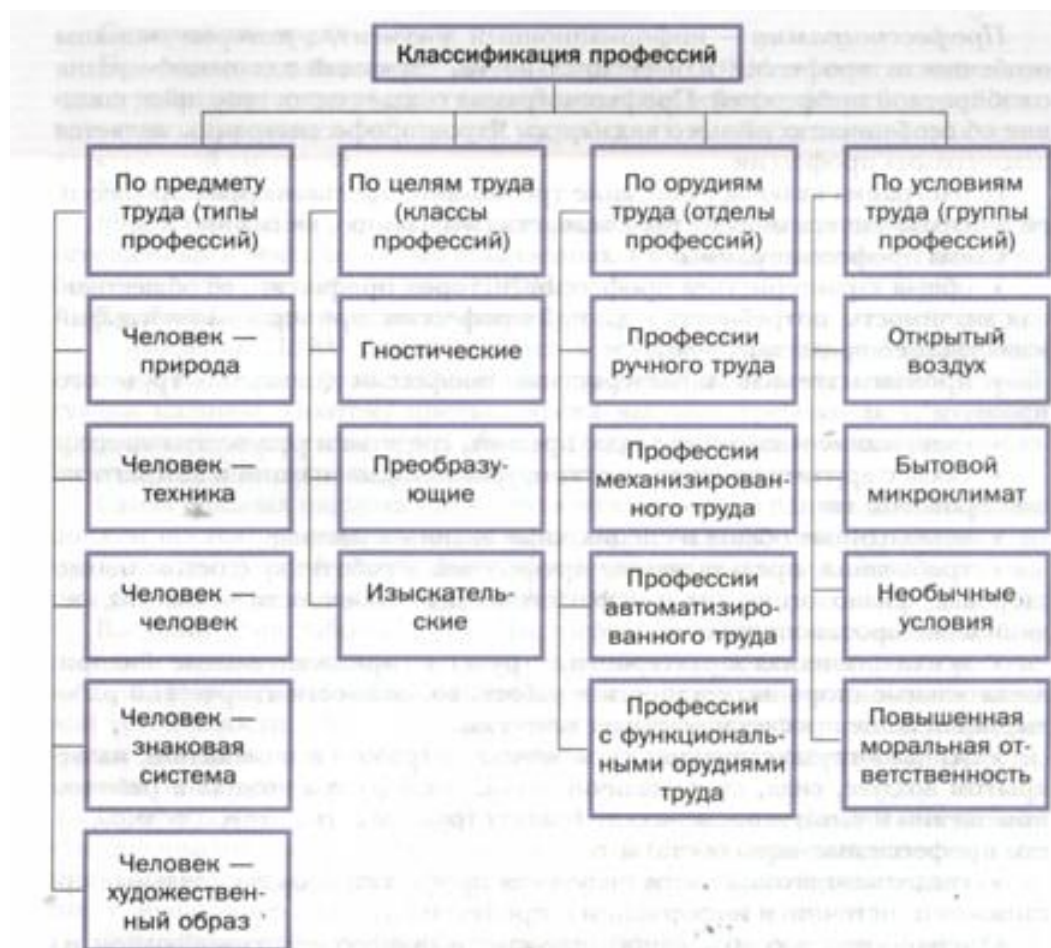 Классификация профессий
По предмету
труда (типы
профессий)
Человек —
природа
Человек —
техника
Человек —
человек
Человек —
знаковая
система
Человек —
художествен-
ный образ
По целям труда
(классы
профессий)
Гностические
Преобразу-
ющие
Изыскатель-
ские
По орудиям
труда (отделы
профессий)
Профессии
ручного труда
Профессии
механизирован-
ного труда
Профессии
автоматизиро-
ванного труда
Профессии
с функциональ-
ными орудиями
труда
По условиям
труда (группы
профессий)
Открытый
воздух
Бытовой
микроклимат
Необычные
условия
Повышенная
моральная от-
ветственность